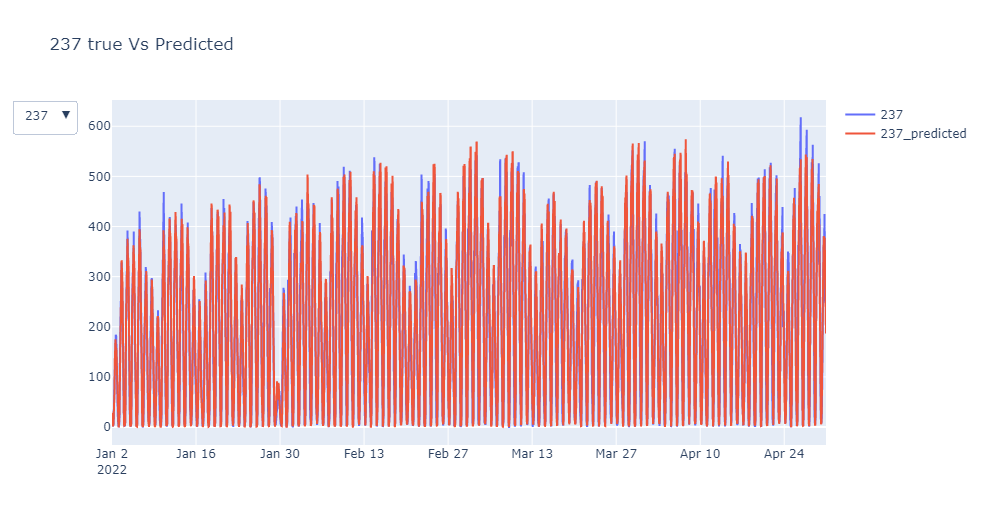 237 true Vs Predicted
237 ▼
237
237_predicted
600
500
400
300
200
100
0
Jan 2
2022
Jan 16
Jan 30
Feb 13
Feb 27
Mar 13
Mar 27
Apr 10
Apr 24